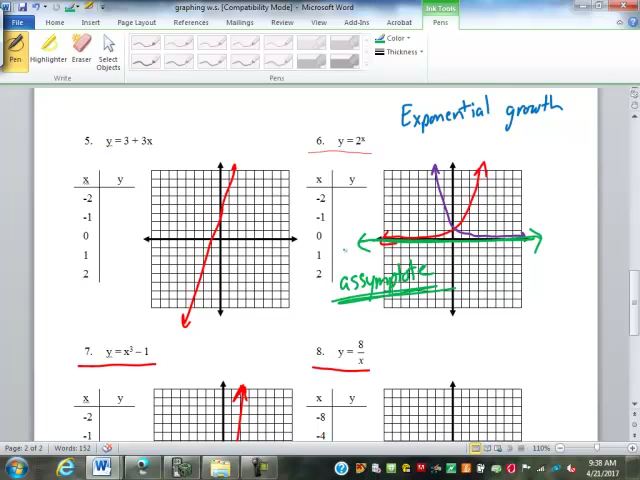 graphing w.s. [Compatibility Mode] - Microsoft Word
Ink Tools
File Home Insert Page Layout References Mailings Review View Add-Ins Acrobat Pens
Pen Highlighter Eraser Select Objects
Color
Thickness
Write Pens
Exponential growth
5. y = 3 + 3x
6. y = 2ˣ
x y
-2
-1
0
1
2
x y
-2
-1
0
1
2
assymptote
7. y = x³ – 1
8. y = 8/x
x y
-2
-1
x y
-8
-4
Page: 2 of 2 Words: 152 110%
9:38 AM
4/21/2017